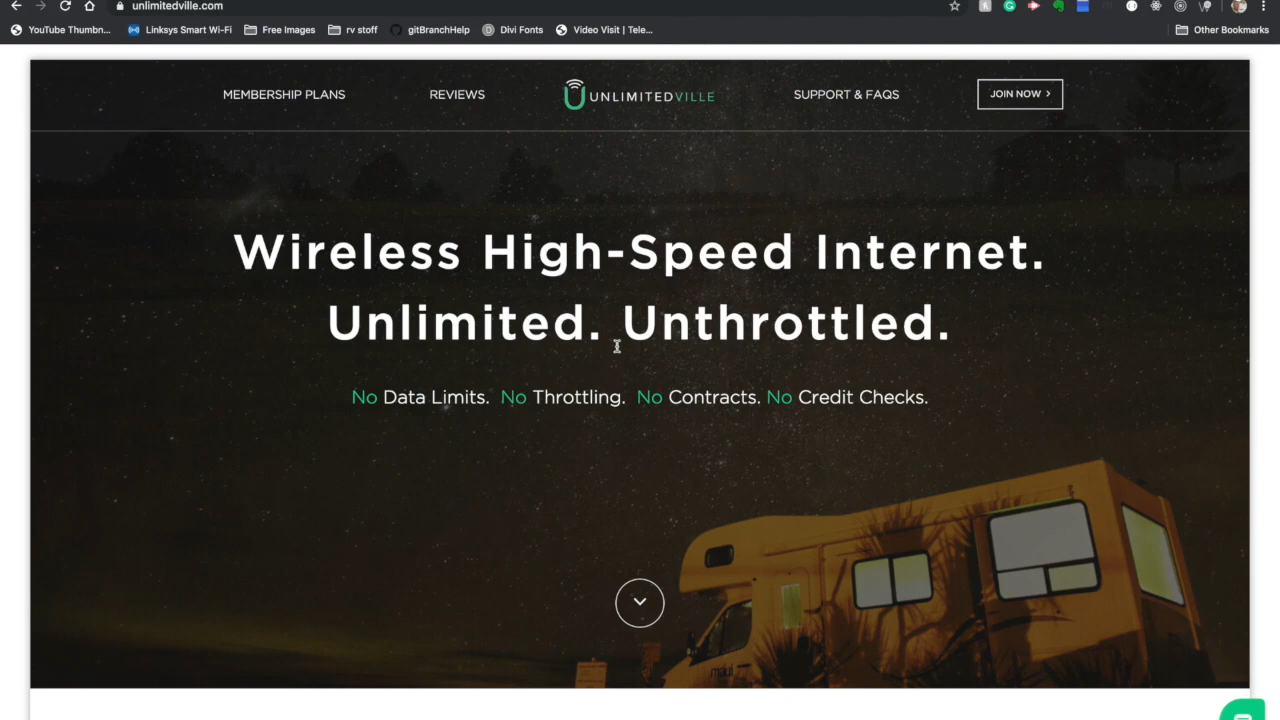 unlimitedville.com
YouTube Thumbn... Linksys Smart Wi-Fi Free Images rv stoff gitBranchHelp Divi Fonts Video Visit | Tele... Other Bookmarks
MEMBERSHIP PLANS REVIEWS UNLIMITEDVILLE SUPPORT & FAQS JOIN NOW >
Wireless High-Speed Internet.
Unlimited. Unthrottled.
No Data Limits. No Throttling. No Contracts. No Credit Checks.
maui